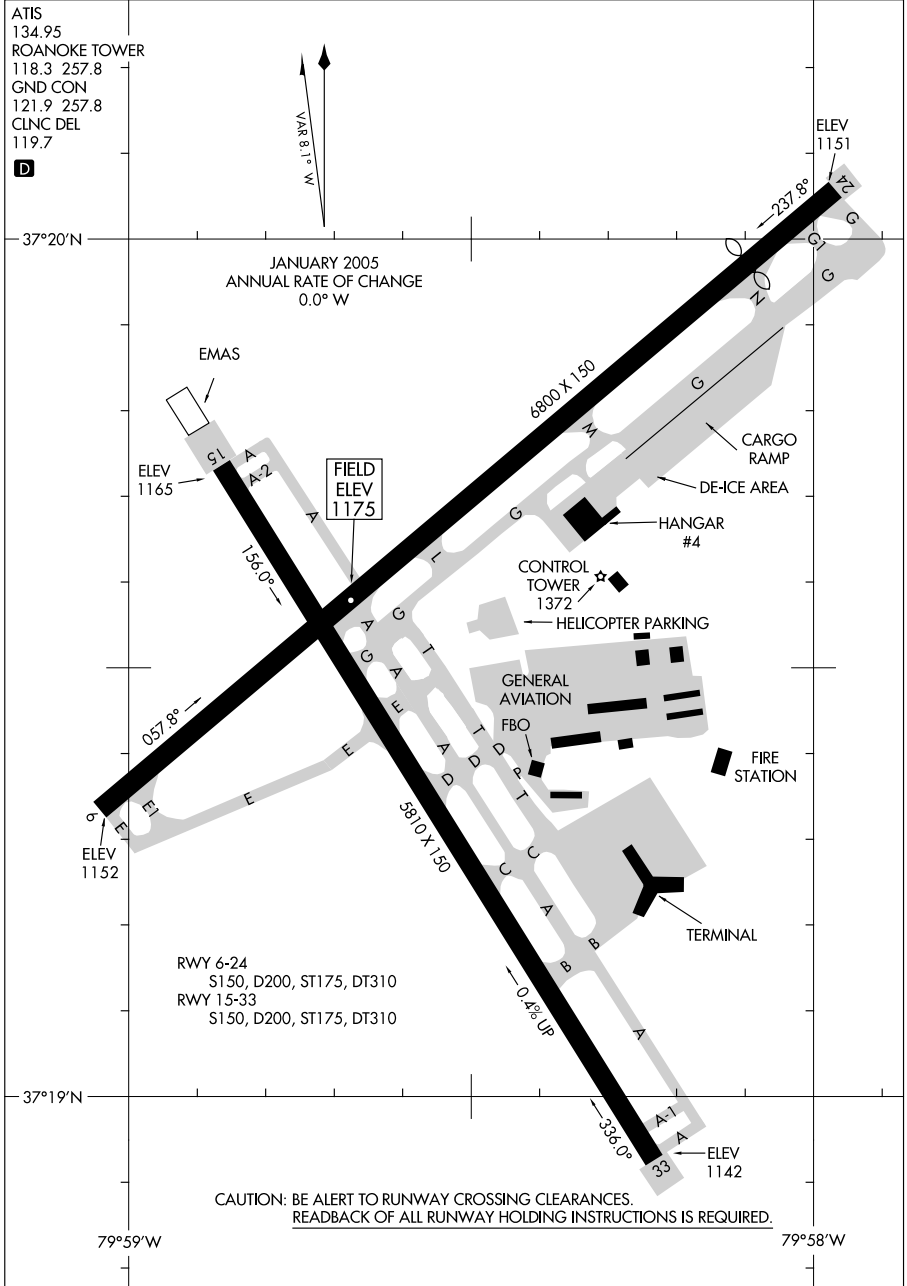 ATIS
134.95
ROANOKE TOWER
118.3 257.8
GND CON
121.9 257.8
CLNC DEL
119.7
D
VAR 8.1° W
JANUARY 2005
ANNUAL RATE OF CHANGE
0.0° W
ELEV
1151
24
237.8°
G
G1
G
37°20'N
N
EMAS
6800 X 150
G
W
CARGO
RAMP
15
A
A-2
ELEV
1165
FIELD
ELEV
1175
DE-ICE AREA
A
G
HANGAR
#4
156.0°
L
CONTROL
TOWER
1372
HELICOPTER PARKING
A
G
T
G
A
GENERAL
AVIATION
E
057.8°
FBO
E
T
A
D
D
D
FIRE
STATION
E
P
T
E1
E
6
ELEV
1152
5810 X 150
C
C
A
TERMINAL
B
B
RWY 6-24
S150, D200, ST175, DT310
RWY 15-33
S150, D200, ST175, DT310
0.4% UP
A
37°19'N
A-1
A
336.0°
33
ELEV
1142
CAUTION: BE ALERT TO RUNWAY CROSSING CLEARANCES.
READBACK OF ALL RUNWAY HOLDING INSTRUCTIONS IS REQUIRED.
79°59'W
79°58'W